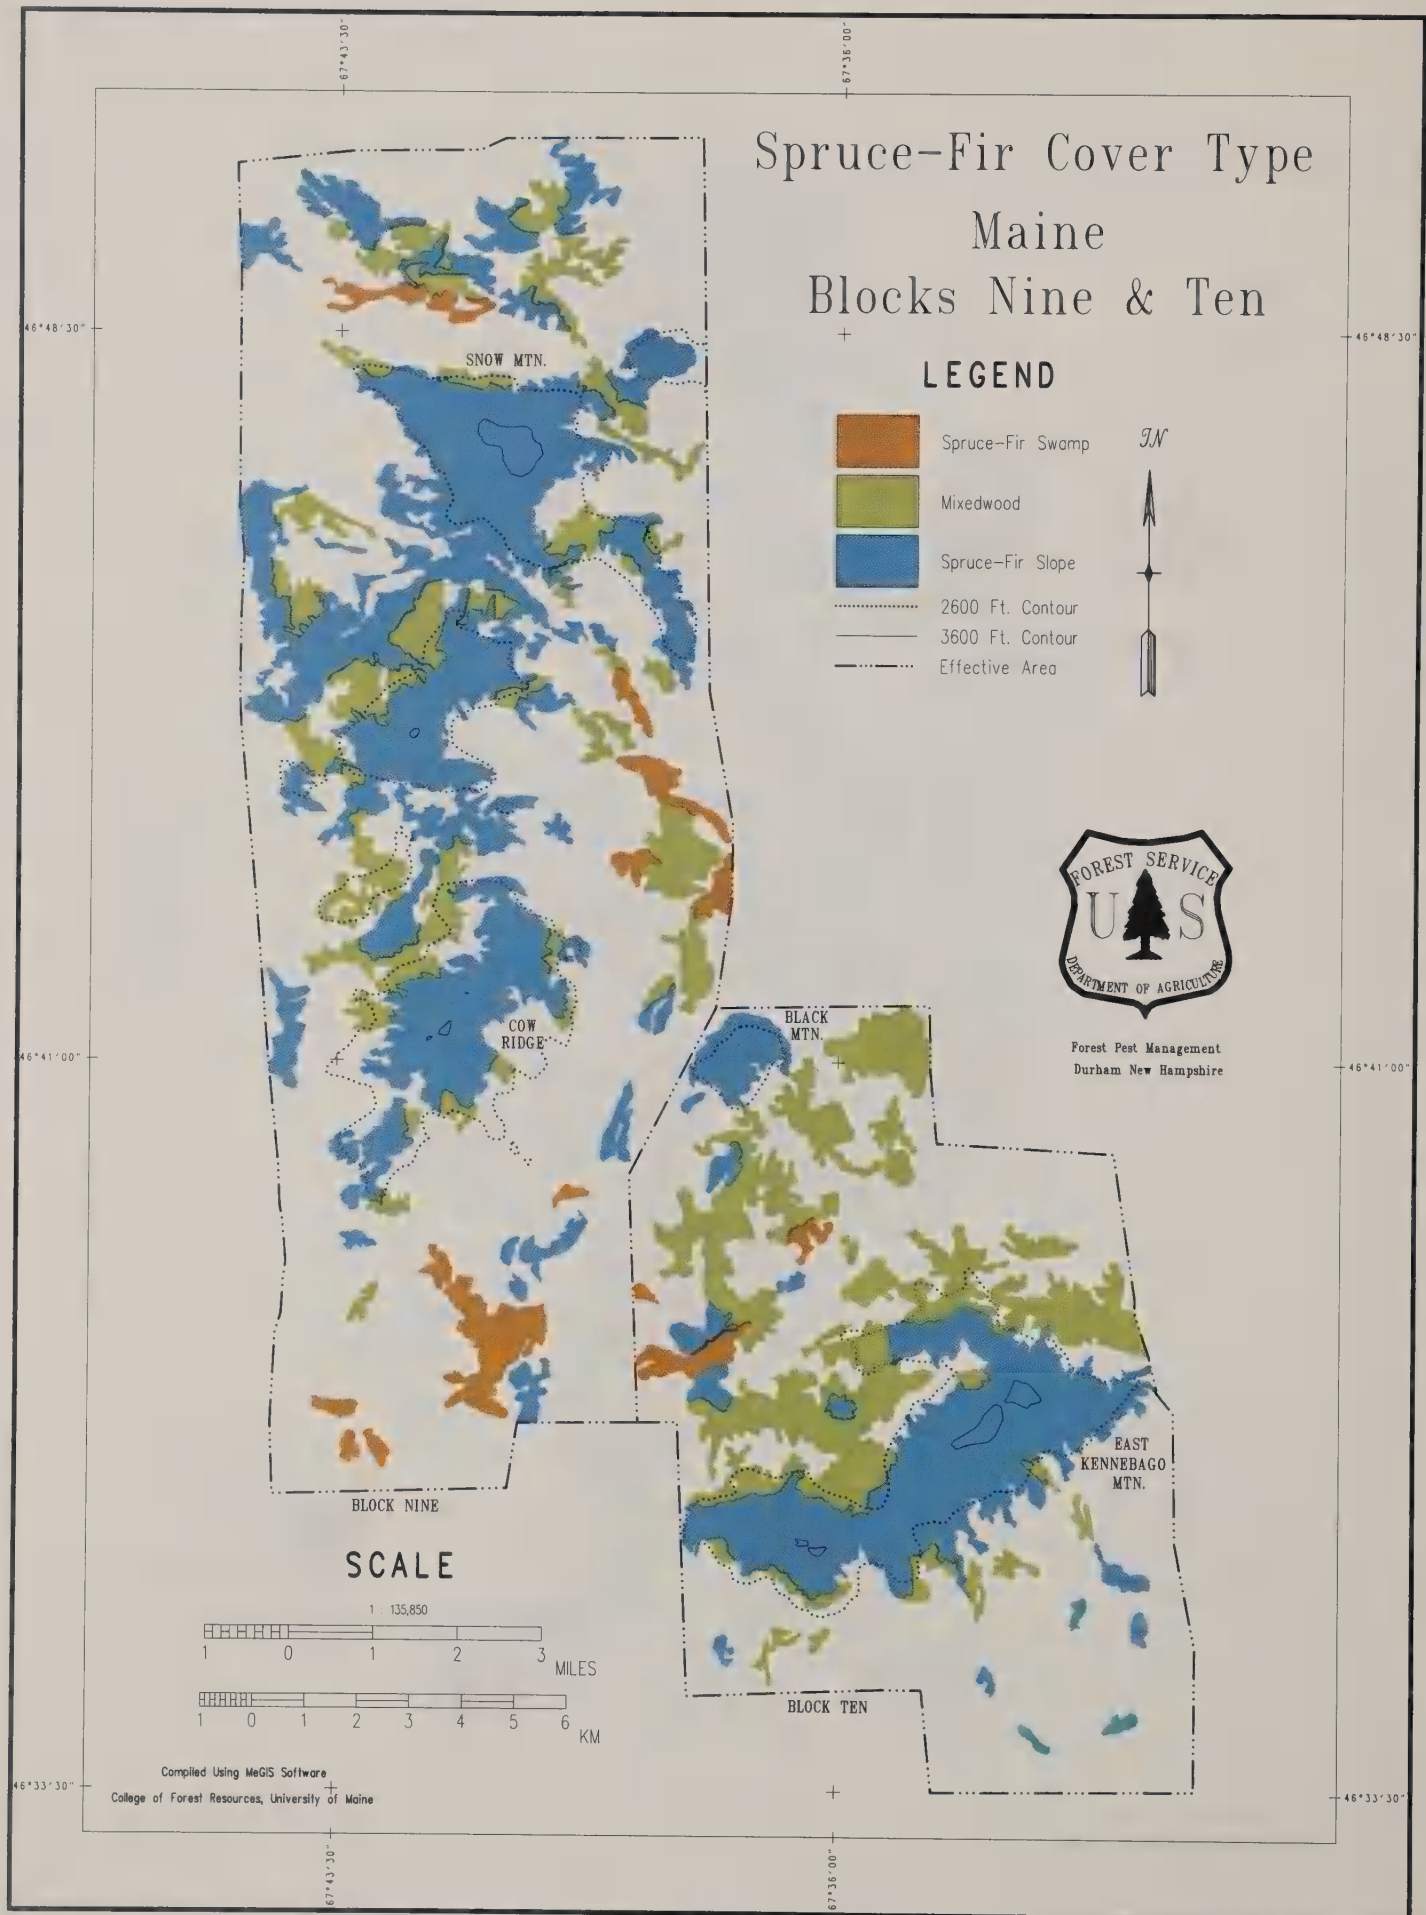 67°43'30"
67°36'00"
Spruce-Fir Cover Type
Maine
Blocks Nine & Ten
46°48'30"
46°48'30"
SNOW MTN.
LEGEND
Spruce-Fir Swamp
Mixedwood
Spruce-Fir Slope
2600 Ft. Contour
3600 Ft. Contour
Effective Area
N
FOREST SERVICE
U S
DEPARTMENT OF AGRICULTURE
Forest Pest Management
Durham New Hampshire
COW
RIDGE
BLACK
MTN.
46°41'00"
46°41'00"
EAST
KENNEBAGO
MTN.
BLOCK NINE
BLOCK TEN
SCALE
1 : 135,850
1 0 1 2 3
MILES
1 0 1 2 3 4 5 6
KM
Compiled Using MeGIS Software
College of Forest Resources, University of Maine
46°33'30"
46°33'30"
67°43'30"
67°36'00"